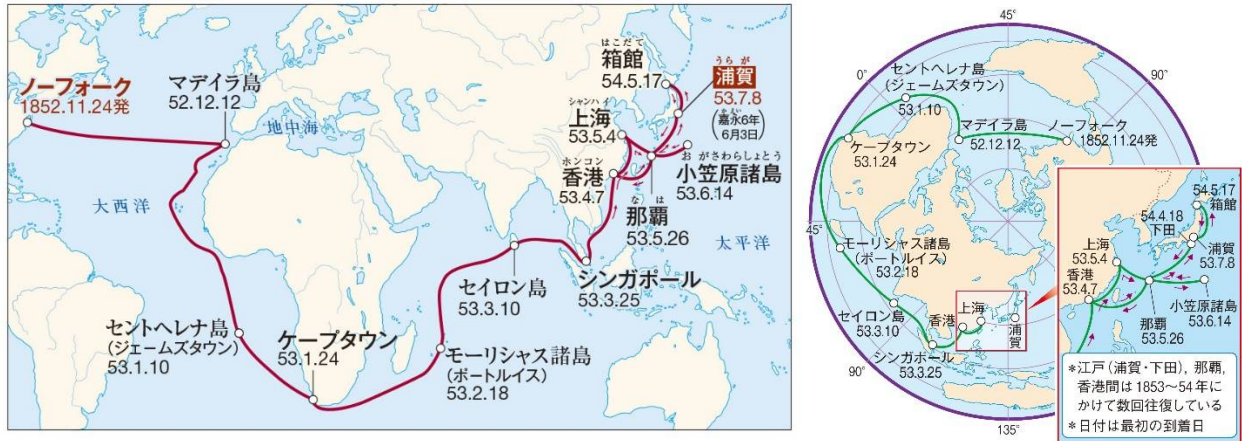 ノーフォーク
1852.11.24発
マデイラ島
52.12.12
地中海
大西洋
セントヘレナ島
(ジェームズタウン)
53.1.10
ケープタウン
53.1.24
モーリシャス諸島
(ポートルイス)
53.2.18
セイロン島
53.3.10
シンガポール
53.3.25
ホンコン
香港
53.4.7
シャンハイ
上海
53.5.4
なは
那覇
53.5.26
おがさわらしょとう
小笠原諸島
53.6.14
うらが
浦賀
53.7.8
(嘉永6年
6月3日)
かえい
はこだて
箱館
54.5.17
太平洋
45°
0°
90°
45°
90°
135°
セントヘレナ島
(ジェームズタウン)
53.1.10
マデイラ島
52.12.12
ノーフォーク
1852.11.24発
ケープタウン
53.1.24
モーリシャス諸島
(ポートルイス)
53.2.18
セイロン島
53.3.10
シンガポール
53.3.25
香港
上海
浦賀
54.5.17
箱館
54.4.18
下田
上海
53.5.4
香港
53.4.7
浦賀
53.7.8
小笠原諸島
53.6.14
那覇
53.5.26
*江戸(浦賀・下田),那覇,
香港間は1853〜54年に
かけて数回往復している
*日付は最初の到着日